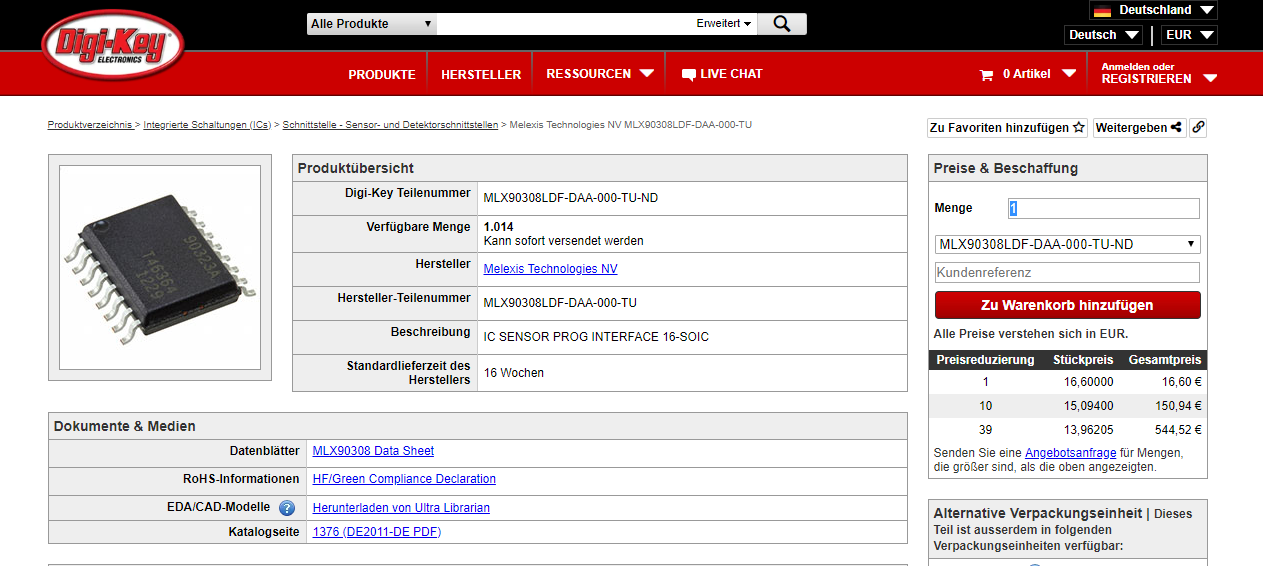 Deutschland
Digi-Key
ELECTRONICS
Alle Produkte
Erweitert
Deutsch
EUR
PRODUKTE
HERSTELLER
RESSOURCEN
LIVE CHAT
0 Artikel
Anmelden oder
REGISTRIEREN
Produktverzeichnis > Integrierte Schaltungen (ICs) > Schnittstelle - Sensor- und Detektorschnittstellen > Melexis Technologies NV MLX90308LDF-DAA-000-TU
Zu Favoriten hinzufügen
Weitergeben
90323A
T46364
1229
Produktübersicht
Digi-Key Teilenummer MLX90308LDF-DAA-000-TU-ND
Verfügbare Menge 1.014
Kann sofort versendet werden
Hersteller Melexis Technologies NV
Hersteller-Teilenummer MLX90308LDF-DAA-000-TU
Beschreibung IC SENSOR PROG INTERFACE 16-SOIC
Standardlieferzeit des
Herstellers
16 Wochen
Dokumente & Medien
Datenblätter MLX90308 Data Sheet
RoHS-Informationen HF/Green Compliance Declaration
EDA/CAD-Modelle ? Herunterladen von Ultra Librarian
Katalogseite 1376 (DE2011-DE PDF)
Preise & Beschaffung
Menge 1
MLX90308LDF-DAA-000-TU-ND
Kundenreferenz
Zu Warenkorb hinzufügen
Alle Preise verstehen sich in EUR.
Preisreduzierung Stückpreis Gesamtpreis
1 16,60000 16,60 €
10 15,09400 150,94 €
39 13,96205 544,52 €
Senden Sie eine Angebotsanfrage für Mengen,
die größer sind, als die oben angezeigten.
Alternative Verpackungseinheit | Dieses
Teil ist ausserdem in folgenden
Verpackungseinheiten verfügbar: